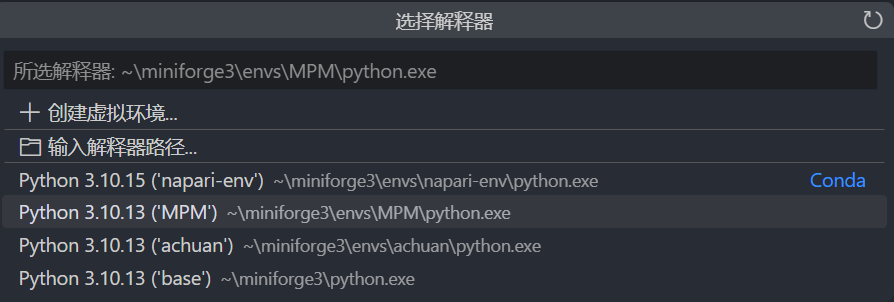 选择解释器
所选解释器: ~\miniforge3\envs\MPM\python.exe
创建虚拟环境...
输入解释器路径...
Python 3.10.15 ('napari-env') ~\miniforge3\envs\napari-env\python.exe Conda
Python 3.10.13 ('MPM') ~\miniforge3\envs\MPM\python.exe
Python 3.10.13 ('achuan') ~\miniforge3\envs\achuan\python.exe
Python 3.10.13 ('base') ~\miniforge3\python.exe